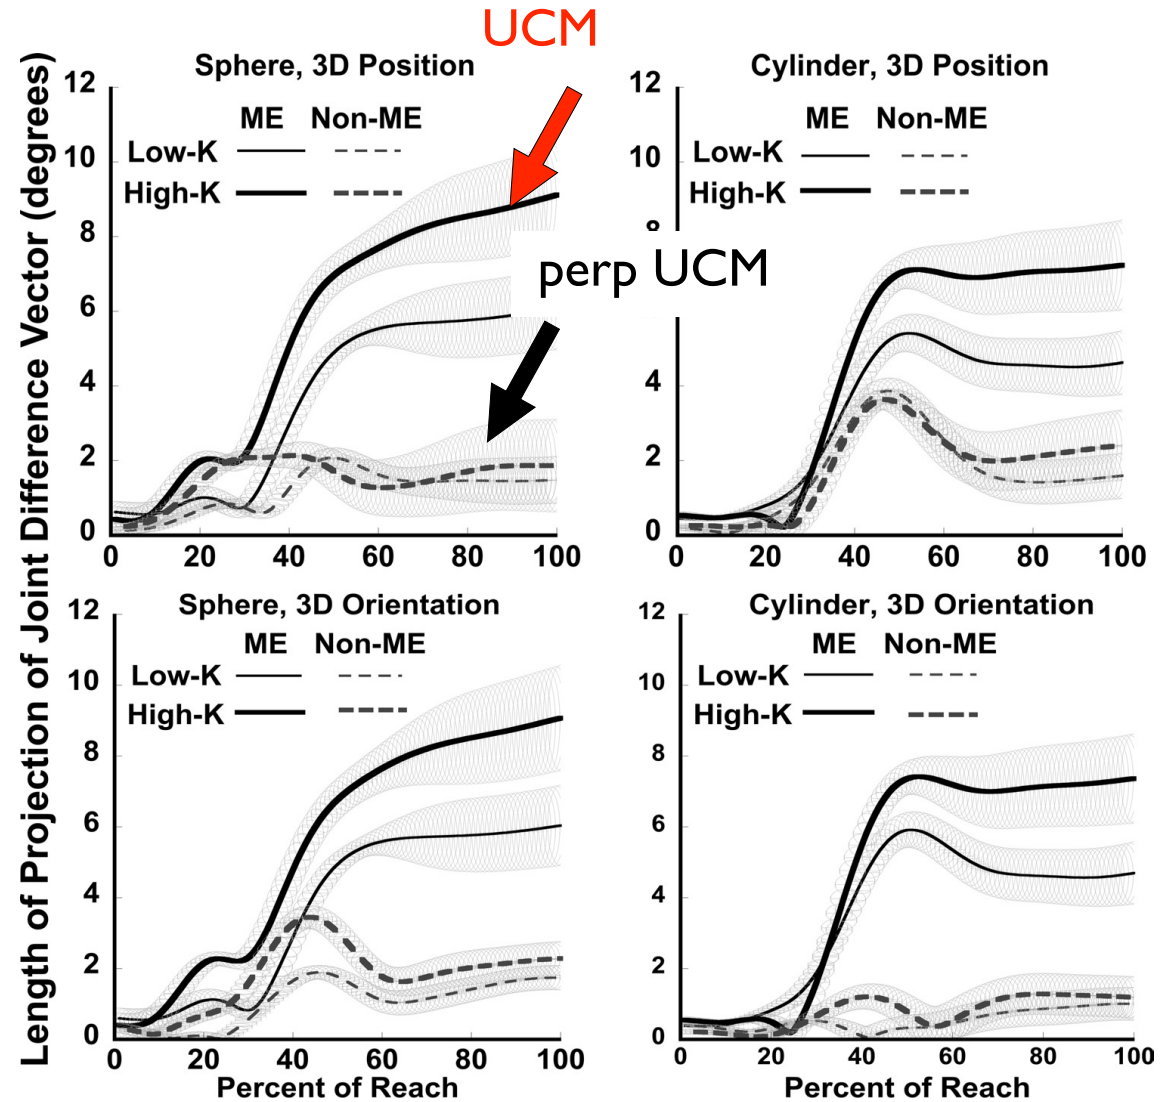 UCM
Length of Projection of Joint Difference Vector (degrees)
Sphere, 3D Position
12
10
8
6
4
2
0
ME Non-ME
Low-K
High-K
perp UCM
0 20 40 60 80 100
Cylinder, 3D Position
12
10
4
2
0
ME Non-ME
Low-K
High-K
0 20 40 60 80 100
Sphere, 3D Orientation
12
10
8
6
4
2
0
ME Non-ME
Low-K
High-K
0 20 40 60 80 100
Percent of Reach
Cylinder, 3D Orientation
12
10
8
6
4
2
0
ME Non-ME
Low-K
High-K
0 20 40 60 80 100
Percent of Reach